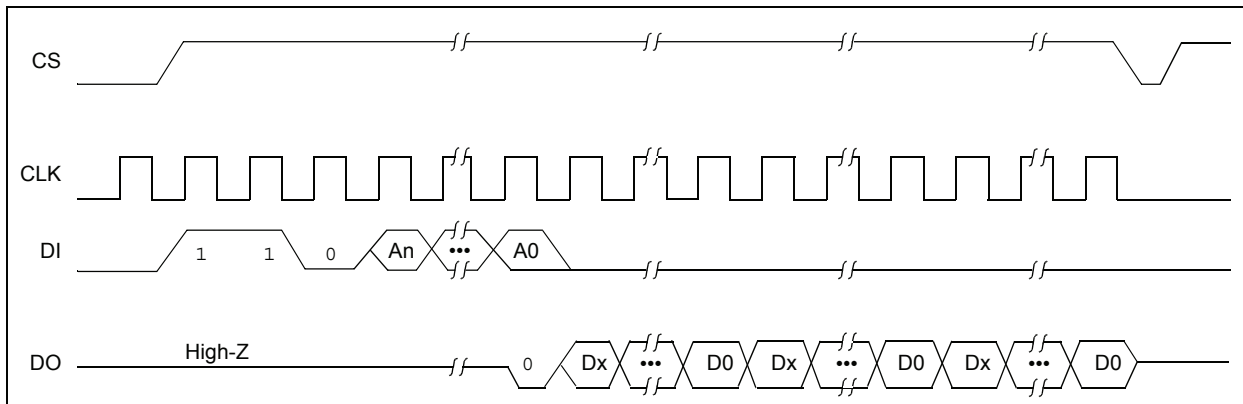 CS
CLK
DI 1 1 0 An ••• A0
High-Z
DO 0 Dx ••• D0 Dx ••• D0 Dx ••• D0